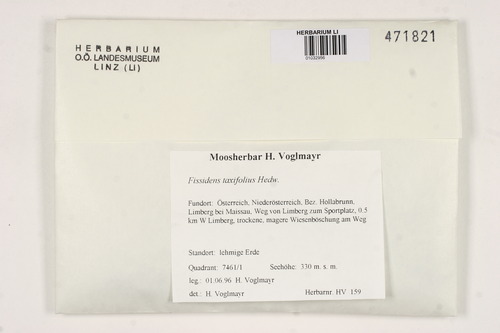 HERBARIUM
O.Ö. LANDESMUSEUM
LINZ (LI)
HERBARIUM LI
471821
Moosherbar H. Voglmayr
Fissidens taxifolius Hedw.
Fundort: Österreich, Niederösterreich, Bez. Hollabrunn,
Limberg bei Maissau, Weg von Limberg zum Sportplatz, 0.5
km W Limberg, trockene, magere Wiesenböschung am Weg
Standort: lehmige Erde
Quadrant: 7461/1 Seehöhe: 330 m. s. m.
leg.: 01.06.96 H. Voglmayr
det.: H. Voglmayr Herbarnr. HV 159